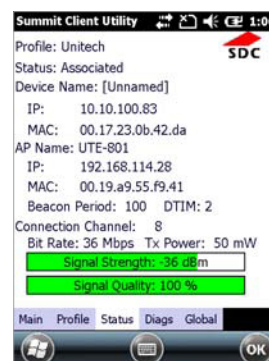 Summit Client Utility 1:0
SDC
Profile: Unitech
Status: Associated
Device Name: [Unnamed]
IP: 10.10.100.83
MAC: 00.17.23.0b.42.da
AP Name: UTE-801
IP: 192.168.114.28
MAC: 00.19.a9.55.f9.41
Beacon Period: 100 DTIM: 2
Connection Channel: 8
Bit Rate: 36 Mbps Tx Power: 50 mW
Signal Strength: -36 dBm
Signal Quality: 100 %
Main Profile Status Diags Global
OK